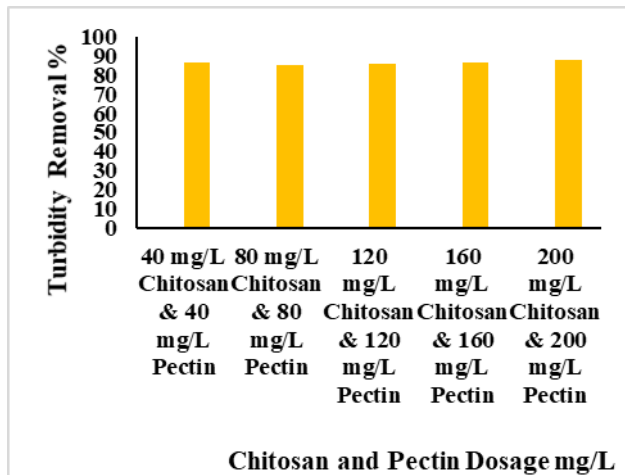 Turbidity Removal %
100
90
80
70
60
50
40
30
20
10
0
40 mg/L
Chitosan
& 40
mg/L
Pectin
80 mg/L
Chitosan
& 80
mg/L
Pectin
120
mg/L
Chitosan
& 120
mg/L
Pectin
160
mg/L
Chitosan
& 160
mg/L
Pectin
200
mg/L
Chitosan
& 200
mg/L
Pectin
Chitosan and Pectin Dosage mg/L